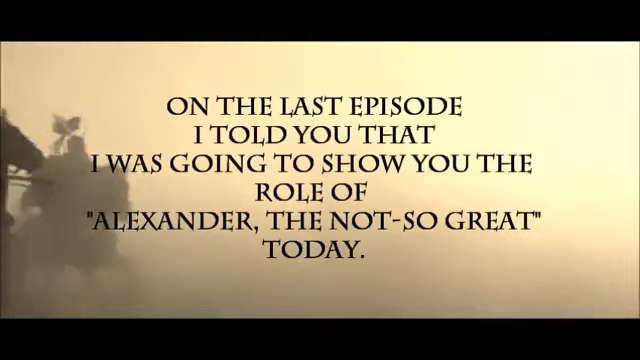 ON THE LAST EPISODE
I TOLD YOU THAT
I WAS GOING TO SHOW YOU THE
ROLE OF
"ALEXANDER, THE NOT-SO GREAT"
TODAY.